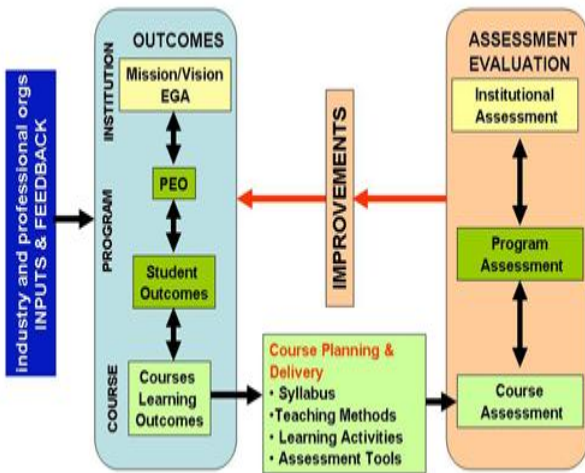 industry and professional orgs
INPUTS & FEEDBACK
OUTCOMES
INSTITUTION
Mission/Vision
EGA
PROGRAM
PEO
Student
Outcomes
COURSE
Courses
Learning
Outcomes
IMPROVEMENTS
Course Planning &
Delivery
• Syllabus
•Teaching Methods
• Learning Activities
• Assessment Tools
ASSESSMENT
EVALUATION
Institutional
Assessment
Program
Assessment
Course
Assessment